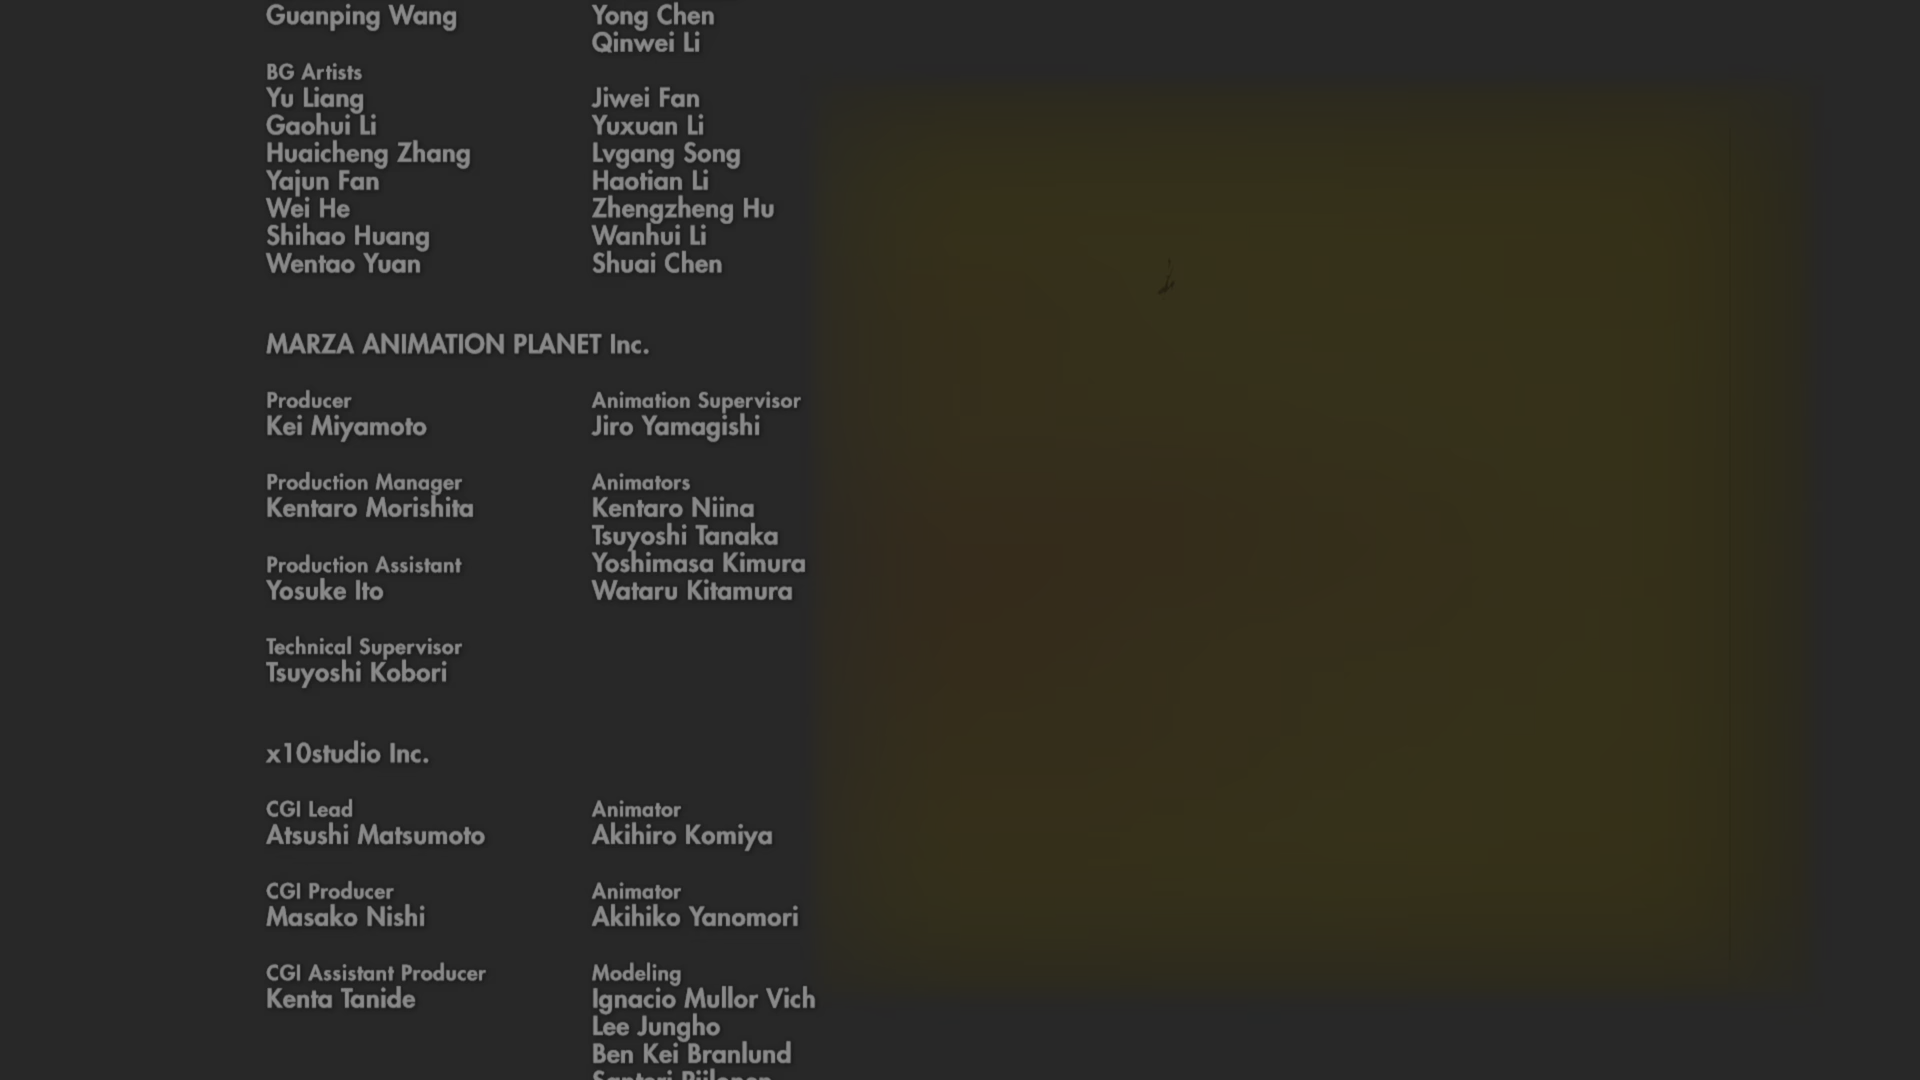 Guanping Wang
Yong Chen
Qinwei Li
BG Artists
Yu Liang
Jiwei Fan
Gaohui Li
Yuxuan Li
Huaicheng Zhang
Lvgang Song
Yajun Fan
Haotian Li
Wei He
Zhengzheng Hu
Shihao Huang
Wanhui Li
Wentao Yuan
Shuai Chen
MARZA ANIMATION PLANET Inc.
Producer
Kei Miyamoto
Animation Supervisor
Jiro Yamagishi
Production Manager
Kentaro Morishita
Animators
Kentaro Niina
Tsuyoshi Tanaka
Yoshimasa Kimura
Wataru Kitamura
Production Assistant
Yosuke Ito
Technical Supervisor
Tsuyoshi Kobori
x10studio Inc.
CGI Lead
Atsushi Matsumoto
Animator
Akihiro Komiya
CGI Producer
Masako Nishi
Animator
Akihiko Yanomori
CGI Assistant Producer
Kenta Tanide
Modeling
Ignacio Mullor Vich
Lee Jungho
Ben Kei Branlund